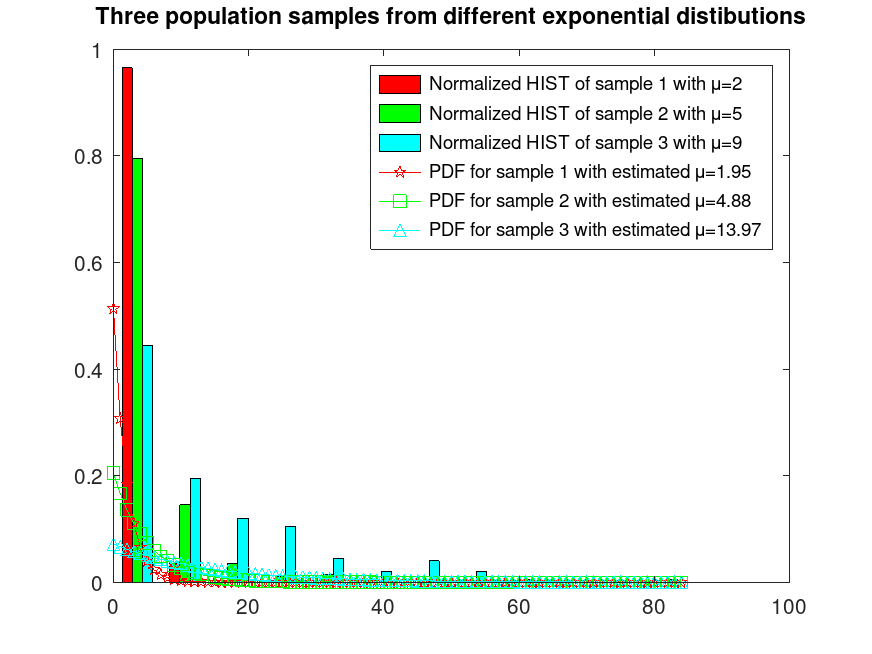 Three population samples from different exponential distibutions
1
0.8
0.6
0.4
0.2
0
0 20 40 60 80 100
Normalized HIST of sample 1 with μ=2
Normalized HIST of sample 2 with μ=5
Normalized HIST of sample 3 with μ=9
PDF for sample 1 with estimated μ=1.95
PDF for sample 2 with estimated μ=4.88
PDF for sample 3 with estimated μ=13.97